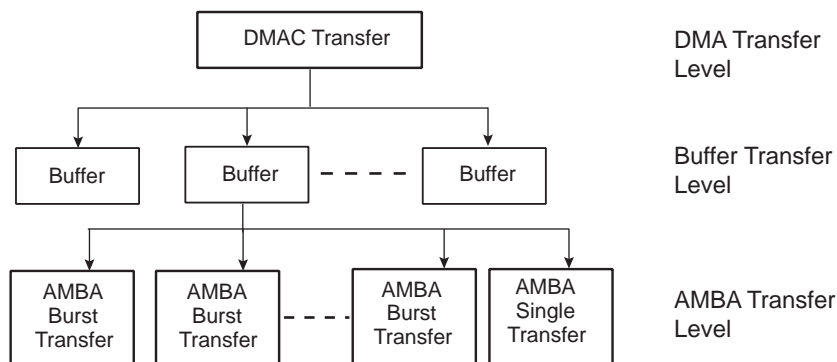 DMAC Transfer
DMA Transfer
Level
Buffer
Buffer
Buffer
Buffer Transfer
Level
AMBA
Burst
Transfer
AMBA
Burst
Transfer
AMBA
Burst
Transfer
AMBA
Single
Transfer
AMBA Transfer
Level